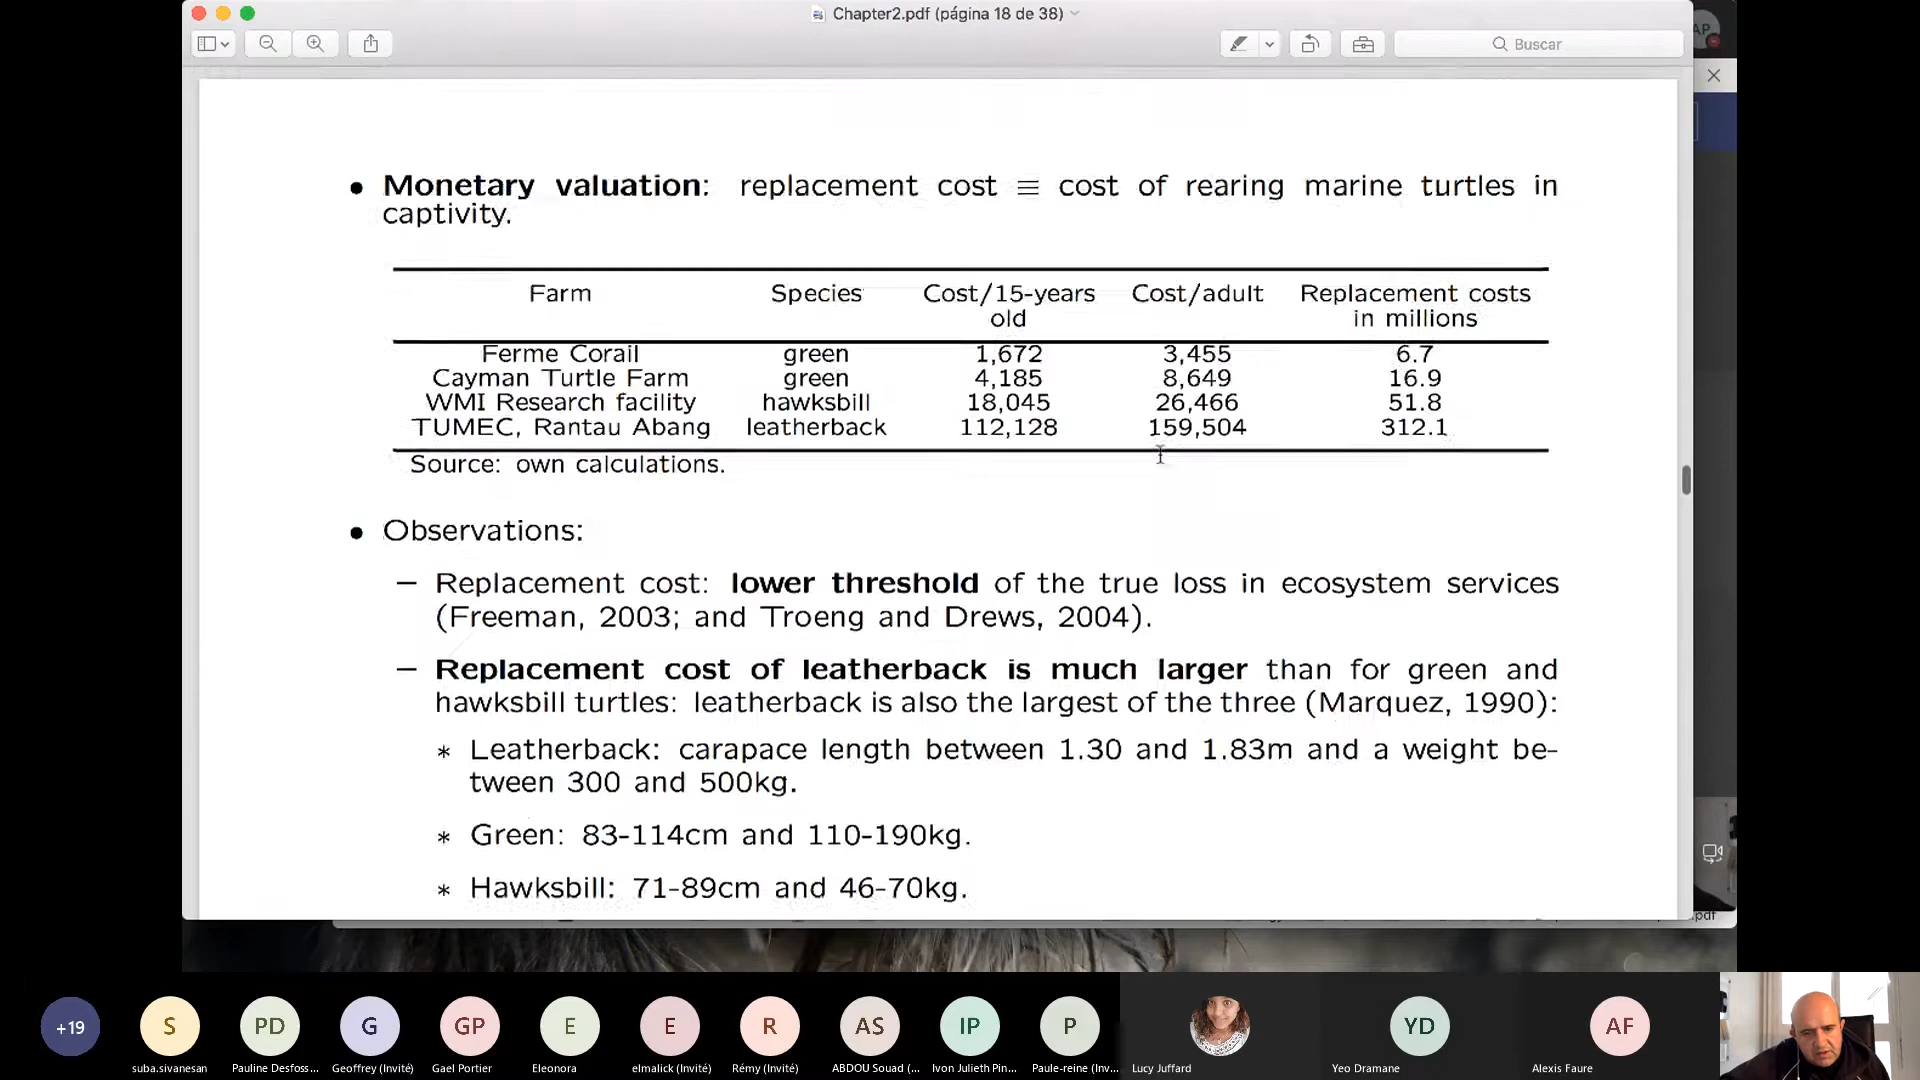 Chapter2.pdf (página 18 de 38)
AP
Buscar
• Monetary valuation: replacement cost ≡ cost of rearing marine turtles in
captivity.
Farm Species Cost/15-years Cost/adult Replacement costs
old in millions
Ferme Corail green 1,672 3,455 6.7
Cayman Turtle Farm green 4,185 8,649 16.9
WMI Research facility hawksbill 18,045 26,466 51.8
TUMEC, Rantau Abang leatherback 112,128 159,504 312.1
Source: own calculations.
• Observations:
– Replacement cost: lower threshold of the true loss in ecosystem services
(Freeman, 2003; and Troeng and Drews, 2004).
– Replacement cost of leatherback is much larger than for green and
hawksbill turtles: leatherback is also the largest of the three (Marquez, 1990):
* Leatherback: carapace length between 1.30 and 1.83m and a weight be-
tween 300 and 500kg.
* Green: 83-114cm and 110-190kg.
* Hawksbill: 71-89cm and 46-70kg.
.pdf
+19 S PD G GP E E R AS IP P YD AF
suba.sivanesan Pauline Desfoss... Geoffrey (Invité) Gael Portier Eleonora elmalick (Invité) Rémy (Invité) ABDOU Souad (... Ivon Julieth Pin... Paule-reine (Inv... Lucy Juffard Yeo Dramane Alexis Faure